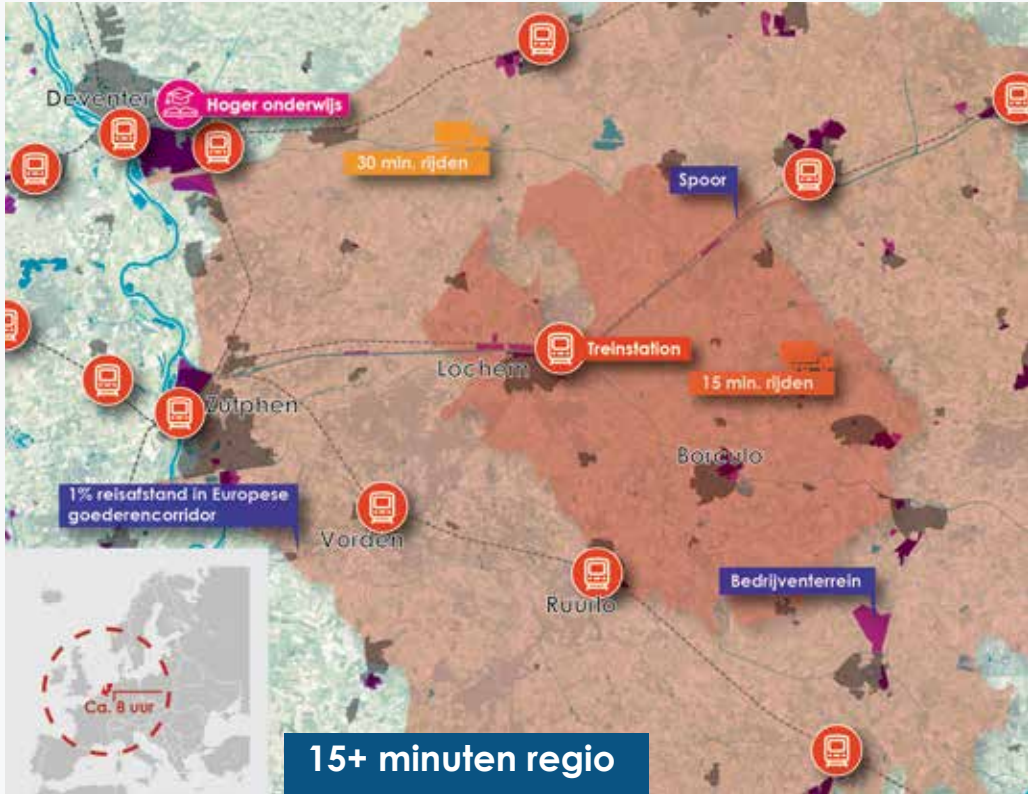 Deventer
Hoger onderwijs
30 min. rijden
Spoor
Treinstation
Lochem
15 min. rijden
Zutphen
Borculo
1% reisafstand in Europese
goederencorridor
Vorden
Bedrijventerrein
Ruurlo
Ca. 8 uur
15+ minuten regio